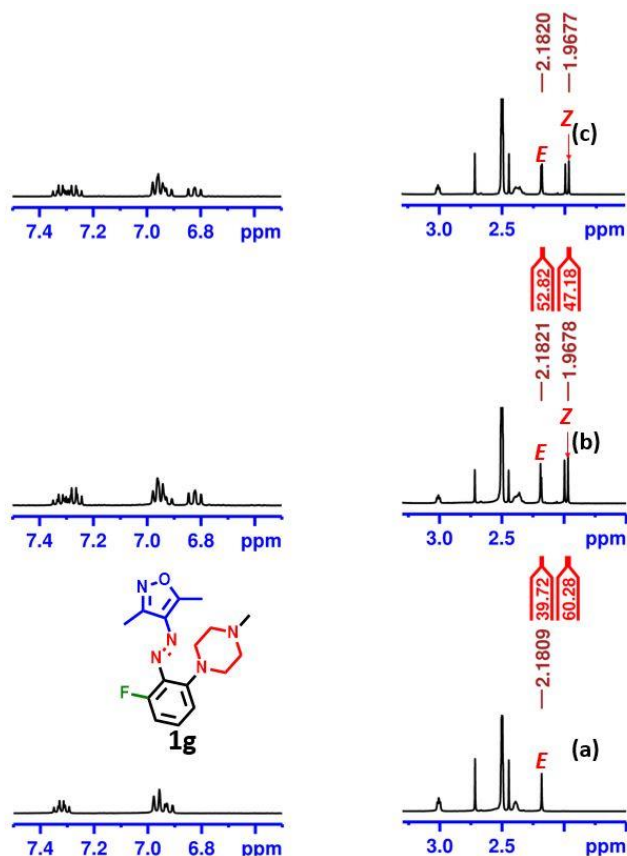 —2.1820
—1.9677
Z
(c)
E
7.4 7.2 7.0 6.8 ppm
3.0 2.5 ppm
52.82
47.18
—2.1821
—1.9678
Z
(b)
E
7.4 7.2 7.0 6.8 ppm
3.0 2.5 ppm
39.72
60.28
—2.1809
N O
N
N
N
N
F
1g
E
(a)
7.4 7.2 7.0 6.8 ppm
3.0 2.5 ppm